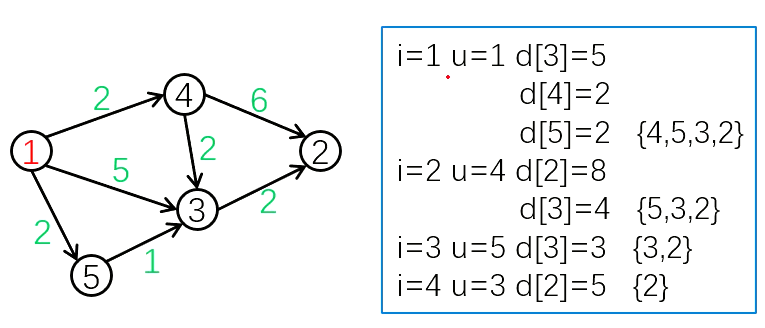 2
4
6
1
2
2
5
3
2
2
5
1
i=1 u=1 d[3]=5
d[4]=2
d[5]=2 {4,5,3,2}
i=2 u=4 d[2]=8
d[3]=4 {5,3,2}
i=3 u=5 d[3]=3 {3,2}
i=4 u=3 d[2]=5 {2}